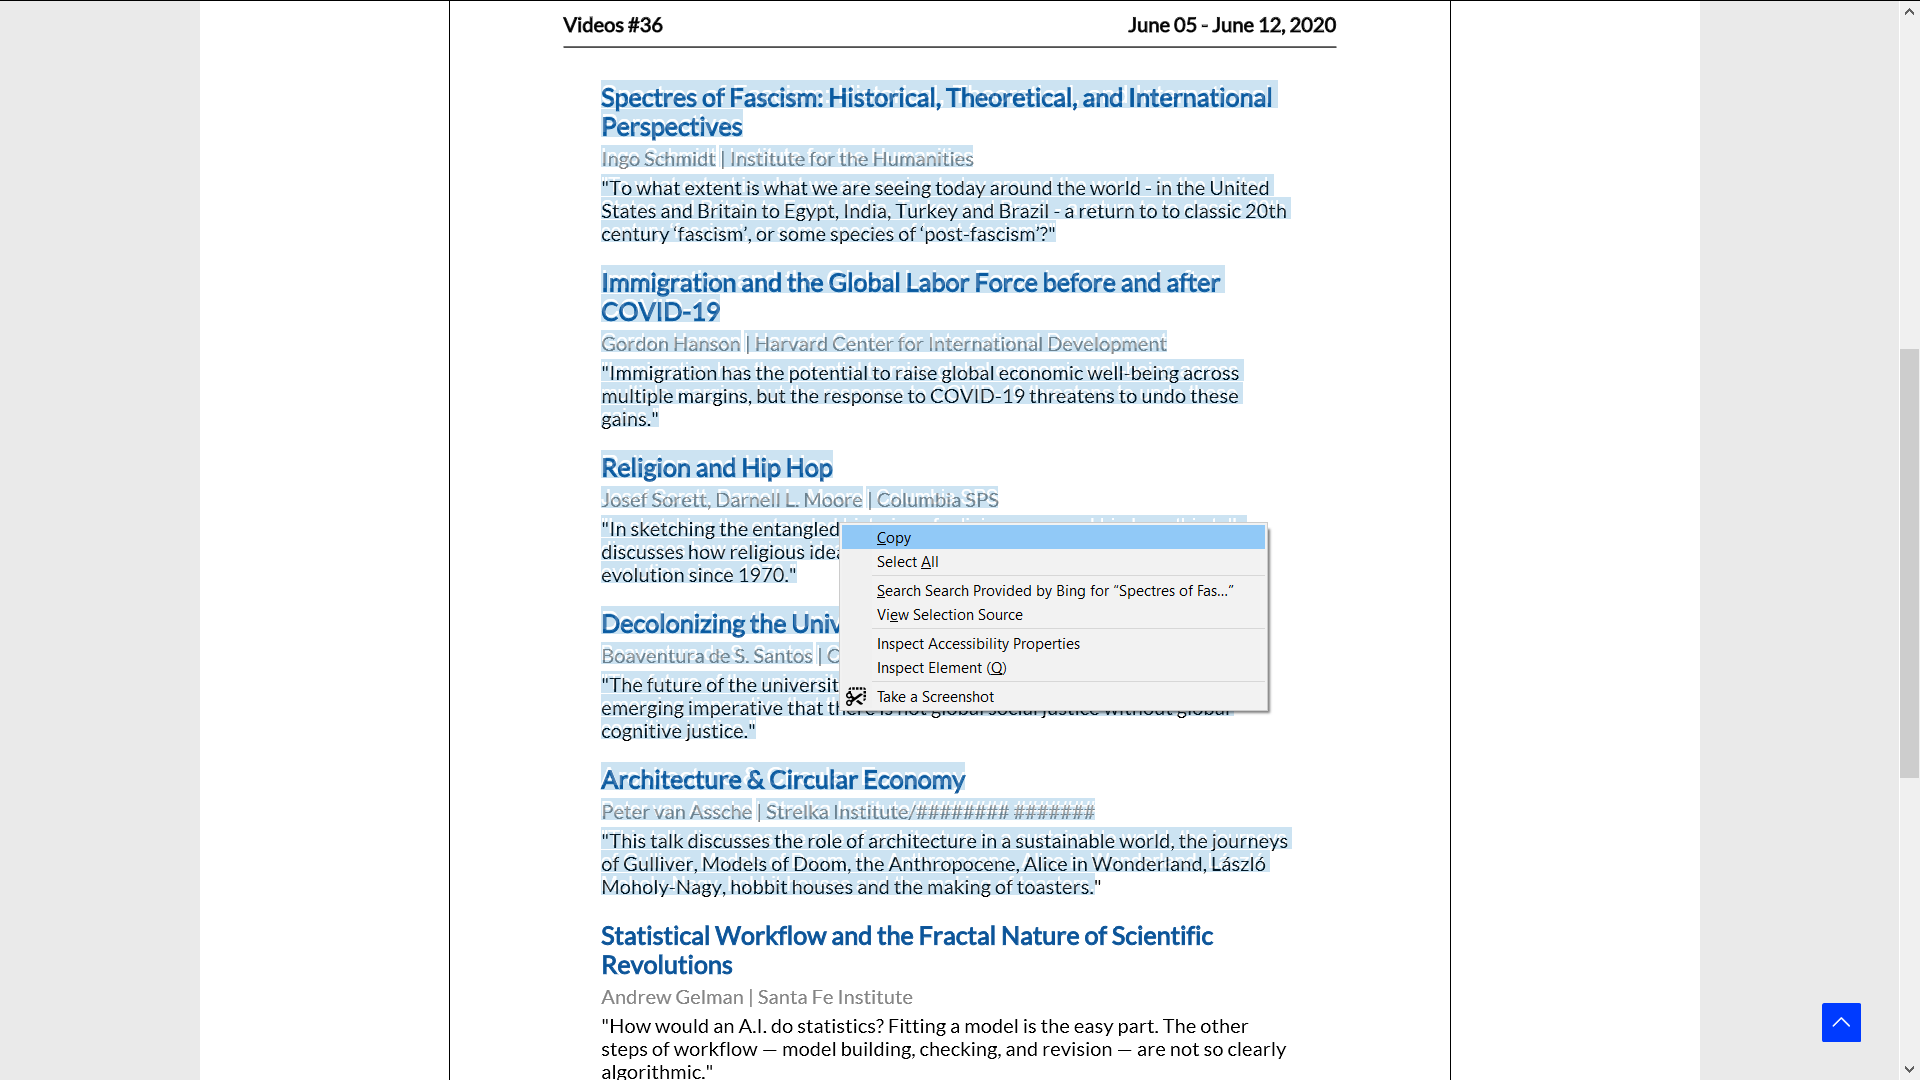 Videos #36
June 05 - June 12, 2020
Spectres of Fascism: Historical, Theoretical, and International
Perspectives
Ingo Schmidt | Institute for the Humanities
"To what extent is what we are seeing today around the world - in the United
States and Britain to Egypt, India, Turkey and Brazil - a return to to classic 20th
century ‘fascism’, or some species of ‘post-fascism’?"
Immigration and the Global Labor Force before and after
COVID-19
Gordon Hanson | Harvard Center for International Development
"Immigration has the potential to raise global economic well-being across
multiple margins, but the response to COVID-19 threatens to undo these
gains."
Religion and Hip Hop
Josef Sorett, Darnell L. Moore | Columbia SPS
"In sketching the entangled
discusses how religious idea
evolution since 1970."
Copy
Select All
Search Search Provided by Bing for “Spectres of Fas...”
View Selection Source
Inspect Accessibility Properties
Inspect Element (Q)
Take a Screenshot
Decolonizing the Univ
Boaventura de S. Santos | C
"The future of the universit
emerging imperative that there is not global social justice without global
cognitive justice."
Architecture & Circular Economy
Peter van Assche | Strelka Institute/######## #######
"This talk discusses the role of architecture in a sustainable world, the journeys
of Gulliver, Models of Doom, the Anthropocene, Alice in Wonderland, László
Moholy-Nagy, hobbit houses and the making of toasters."
Statistical Workflow and the Fractal Nature of Scientific
Revolutions
Andrew Gelman | Santa Fe Institute
"How would an A.I. do statistics? Fitting a model is the easy part. The other
steps of workflow — model building, checking, and revision — are not so clearly
algorithmic."